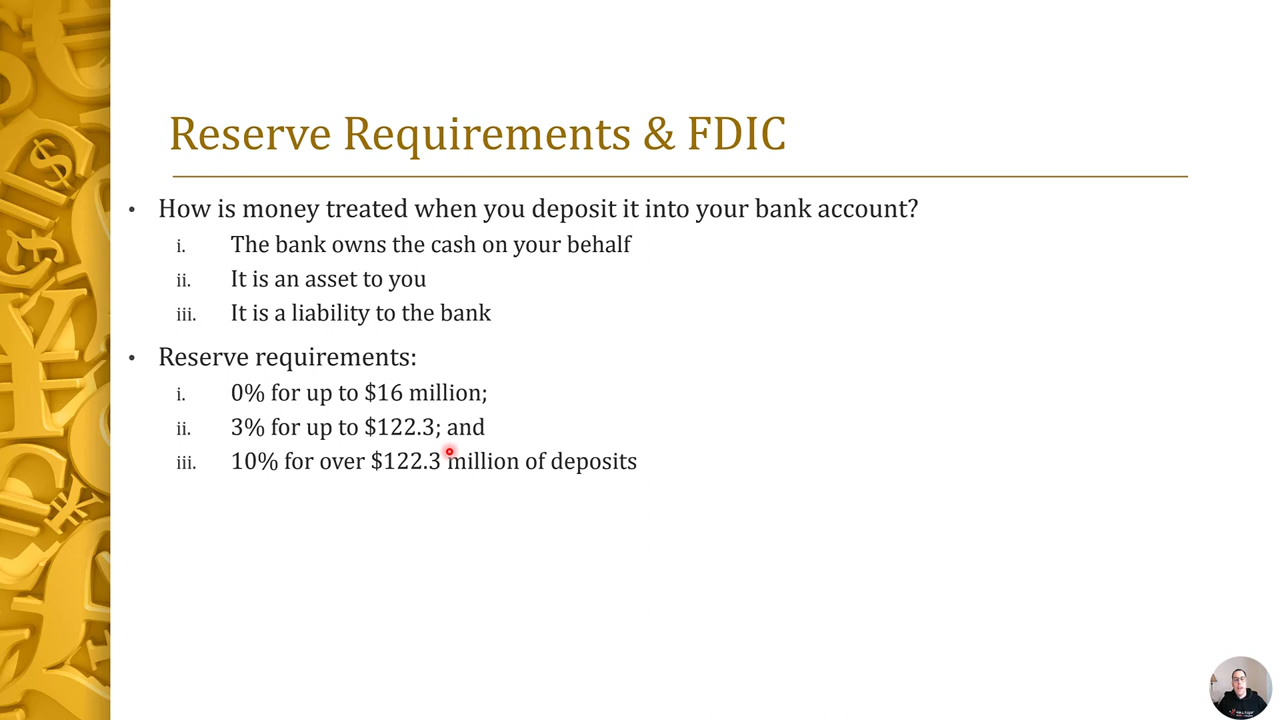 Reserve Requirements & FDIC
• How is money treated when you deposit it into your bank account?
i. The bank owns the cash on your behalf
ii. It is an asset to you
iii. It is a liability to the bank
• Reserve requirements:
i. 0% for up to $16 million;
ii. 3% for up to $122.3; and
iii. 10% for over $122.3 million of deposits